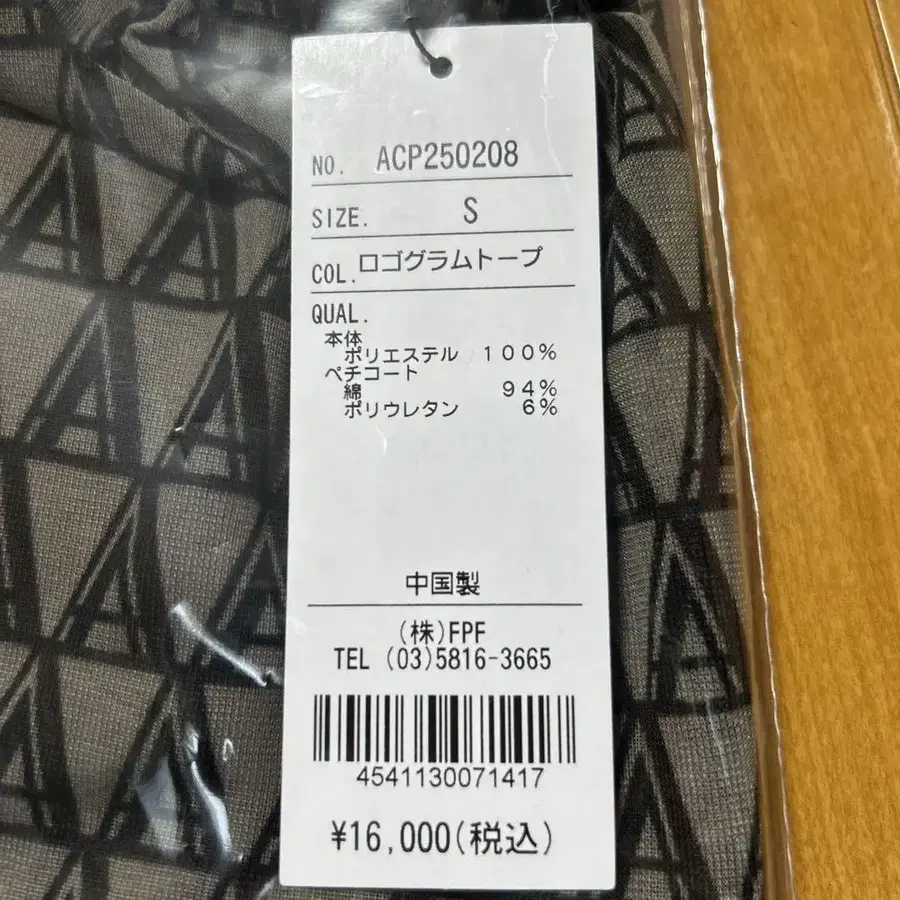 NO. ACP250208
SIZE. S
COL. ロゴグラムトープ
QUAL.
本体
ポリエステル 100%
ペチコート
綿 94%
ポリウレタン 6%
中国製
(株)FPF
TEL (03)5816-3665
4541130071417
¥16,000(税込)